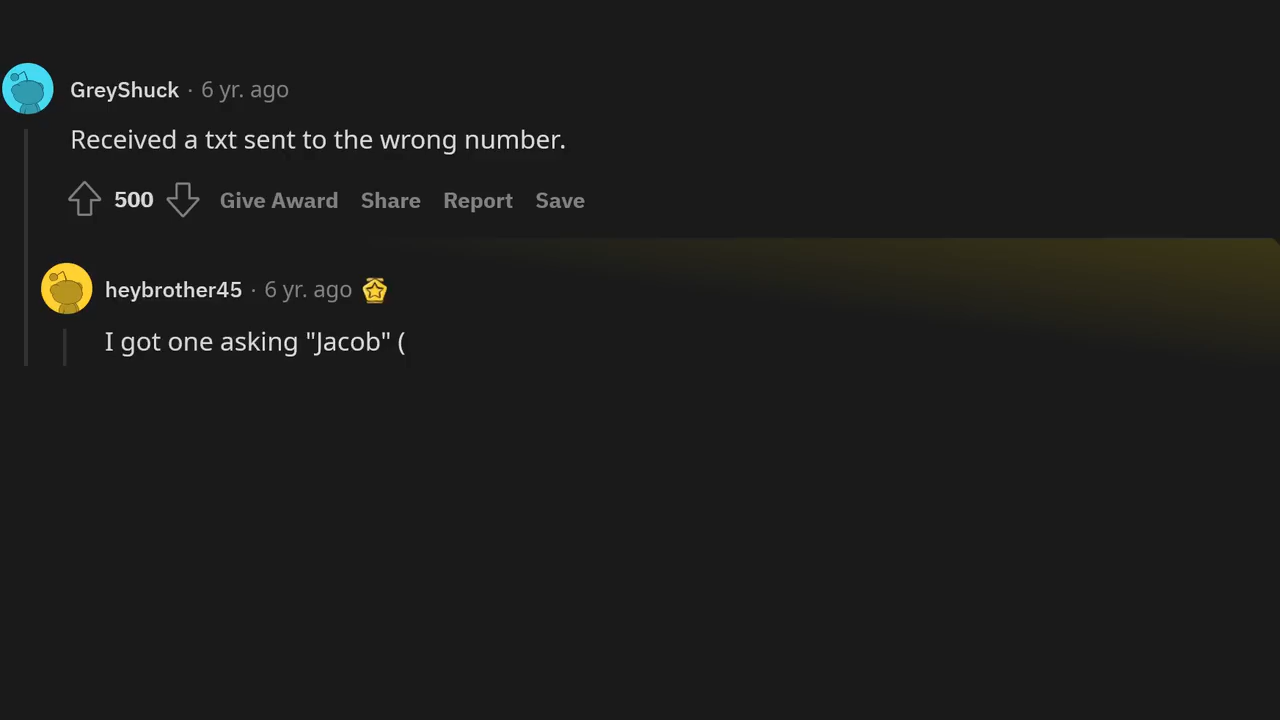 GreyShuck · 6 yr. ago
Received a txt sent to the wrong number.
500 Give Award Share Report Save
heybrother45 · 6 yr. ago
I got one asking "Jacob" (